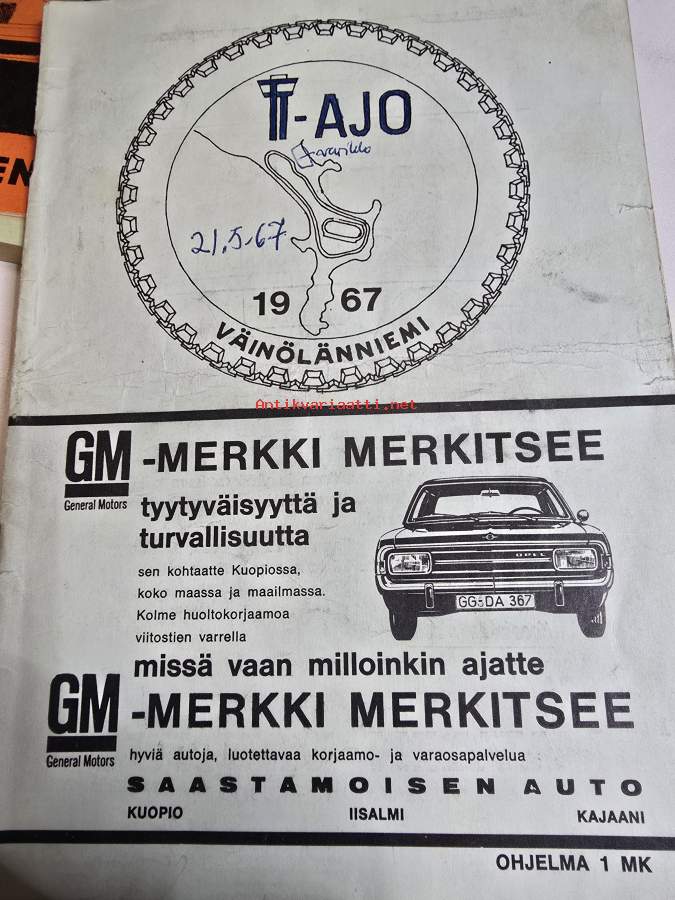 EN
TT-AJO
21.5-67
19 67
VÄINÖLÄNNIEMI
Antikvariaatti.net
GM -MERKKI MERKITSEE
General Motors
tyytyväisyyttä ja
turvallisuutta
sen kohtaatte Kuopiossa,
koko maassa ja maailmassa.
Kolme huoltokorjaamoa
viitostien varrella
OPEL
GG-DA 367
missä vaan milloinkin ajatte
GM -MERKKI MERKITSEE
General Motors
hyviä autoja, luotettavaa korjaamo- ja varaosapalvelua
SAASTAMOISEN AUTO
KUOPIO IISALMI KAJAANI
OHJELMA 1 MK